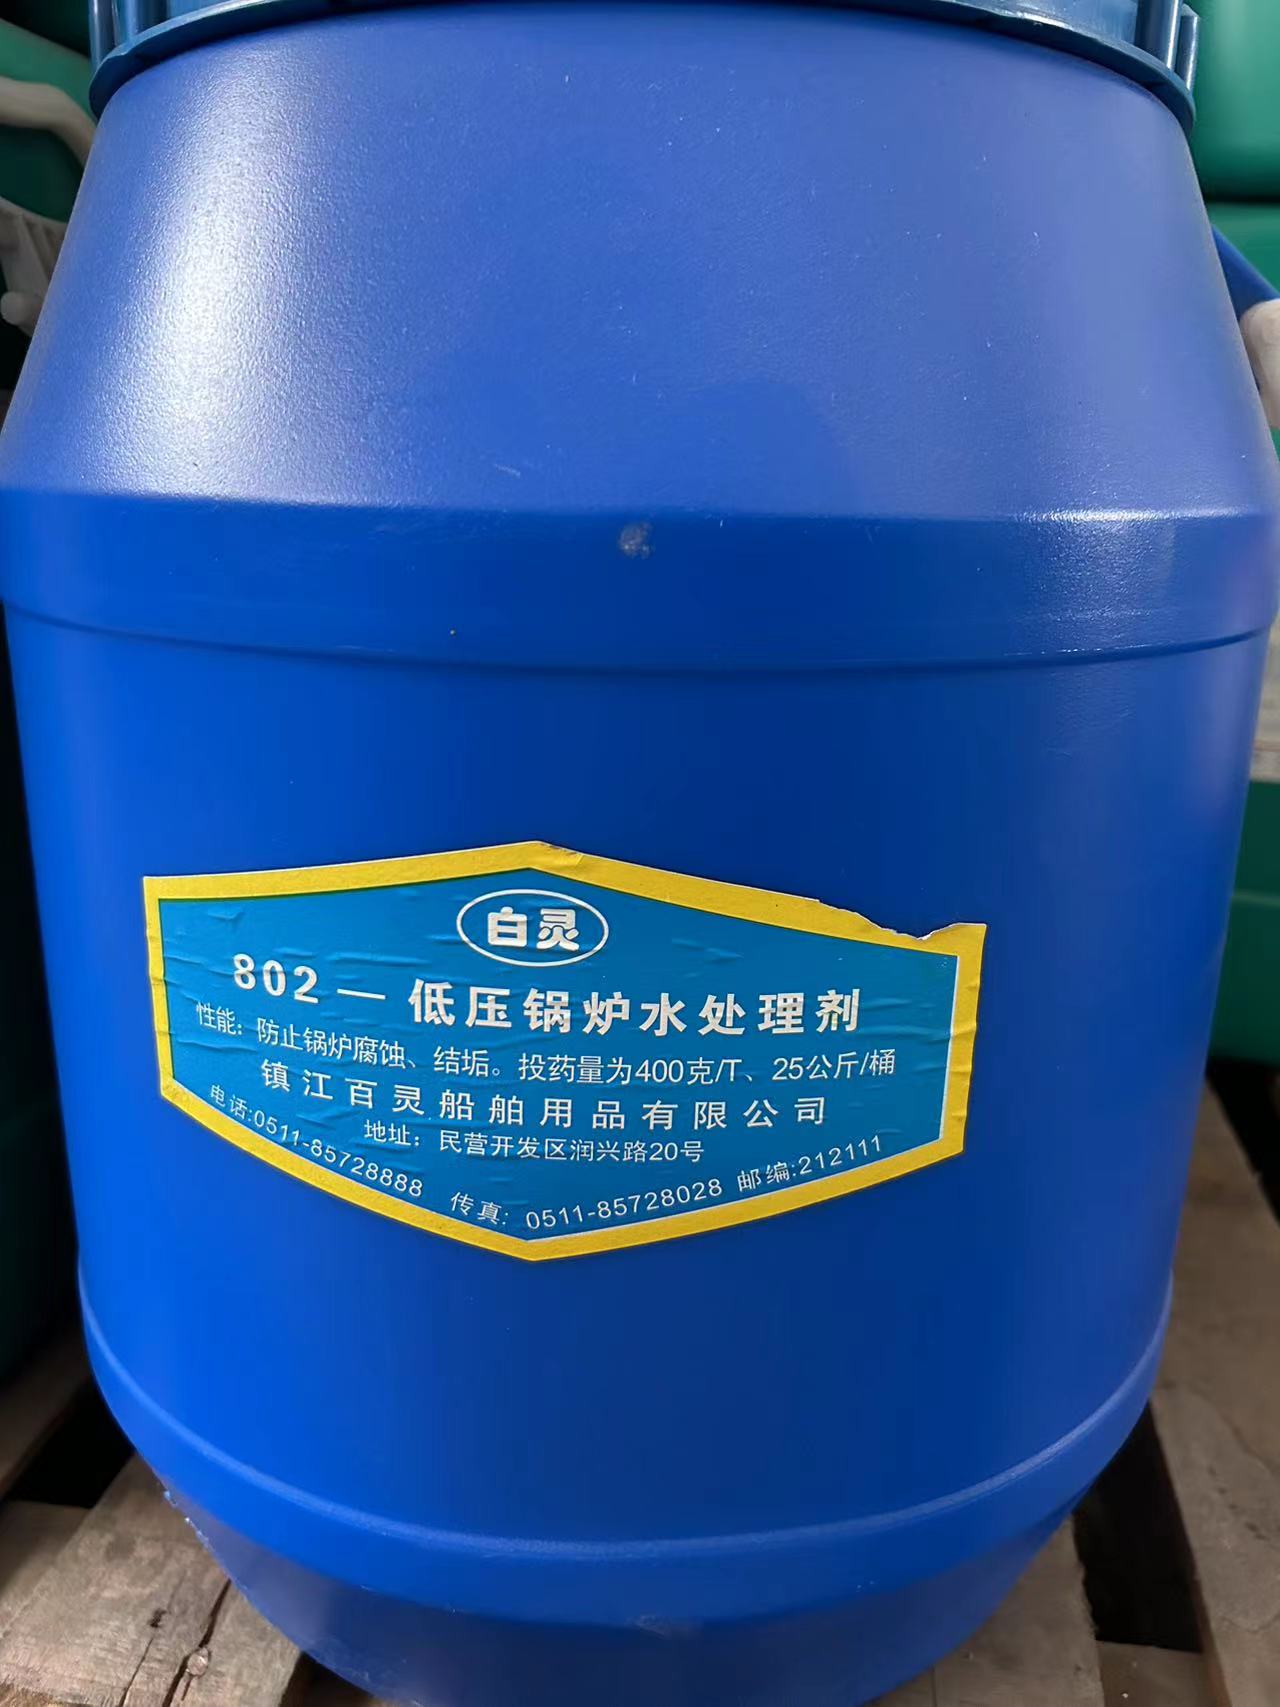 白灵
802 — 低压锅炉水处理剂
性能：防止锅炉腐蚀、结垢。投药量为400克/T、25公斤/桶
镇江百灵船舶用品有限公司
地址：民营开发区润兴路20号
电话:0511-85728888 传真: 0511-85728028 邮编:212111